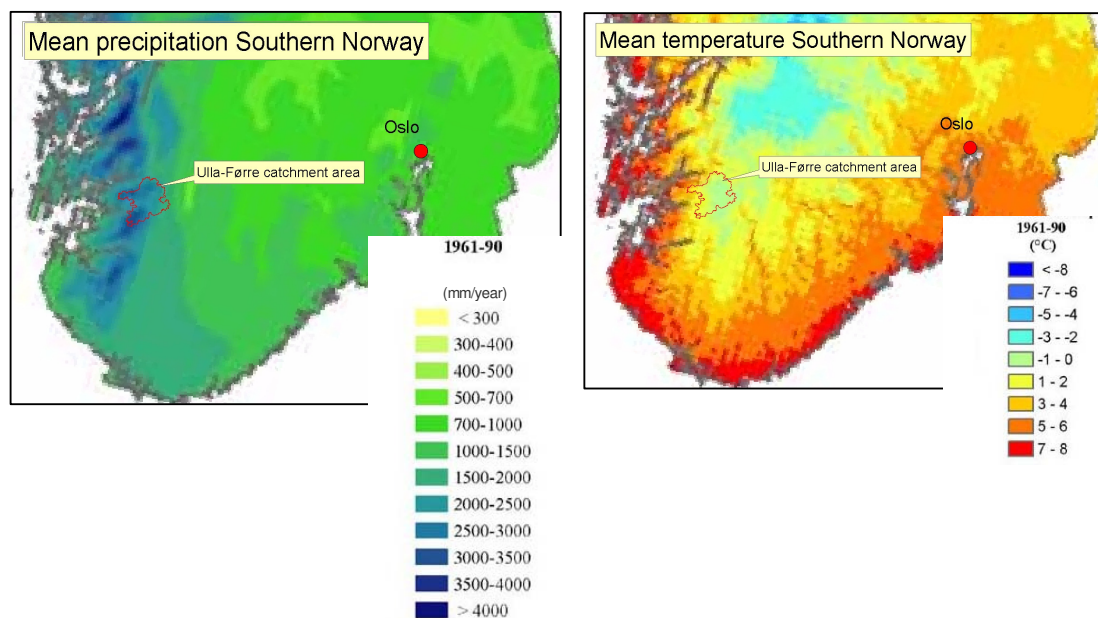 Mean precipitation Southern Norway
Oslo
Ulla-Førre catchment area
1961-90
(mm/year)
< 300
300-400
400-500
500-700
700-1000
1000-1500
1500-2000
2000-2500
2500-3000
3000-3500
3500-4000
> 4000
Mean temperature Southern Norway
Oslo
Ulla-Førre catchment area
1961-90
(°C)
< -8
-7 - -6
-5 - -4
-3 - -2
-1 - 0
1 - 2
3 - 4
5 - 6
7 - 8